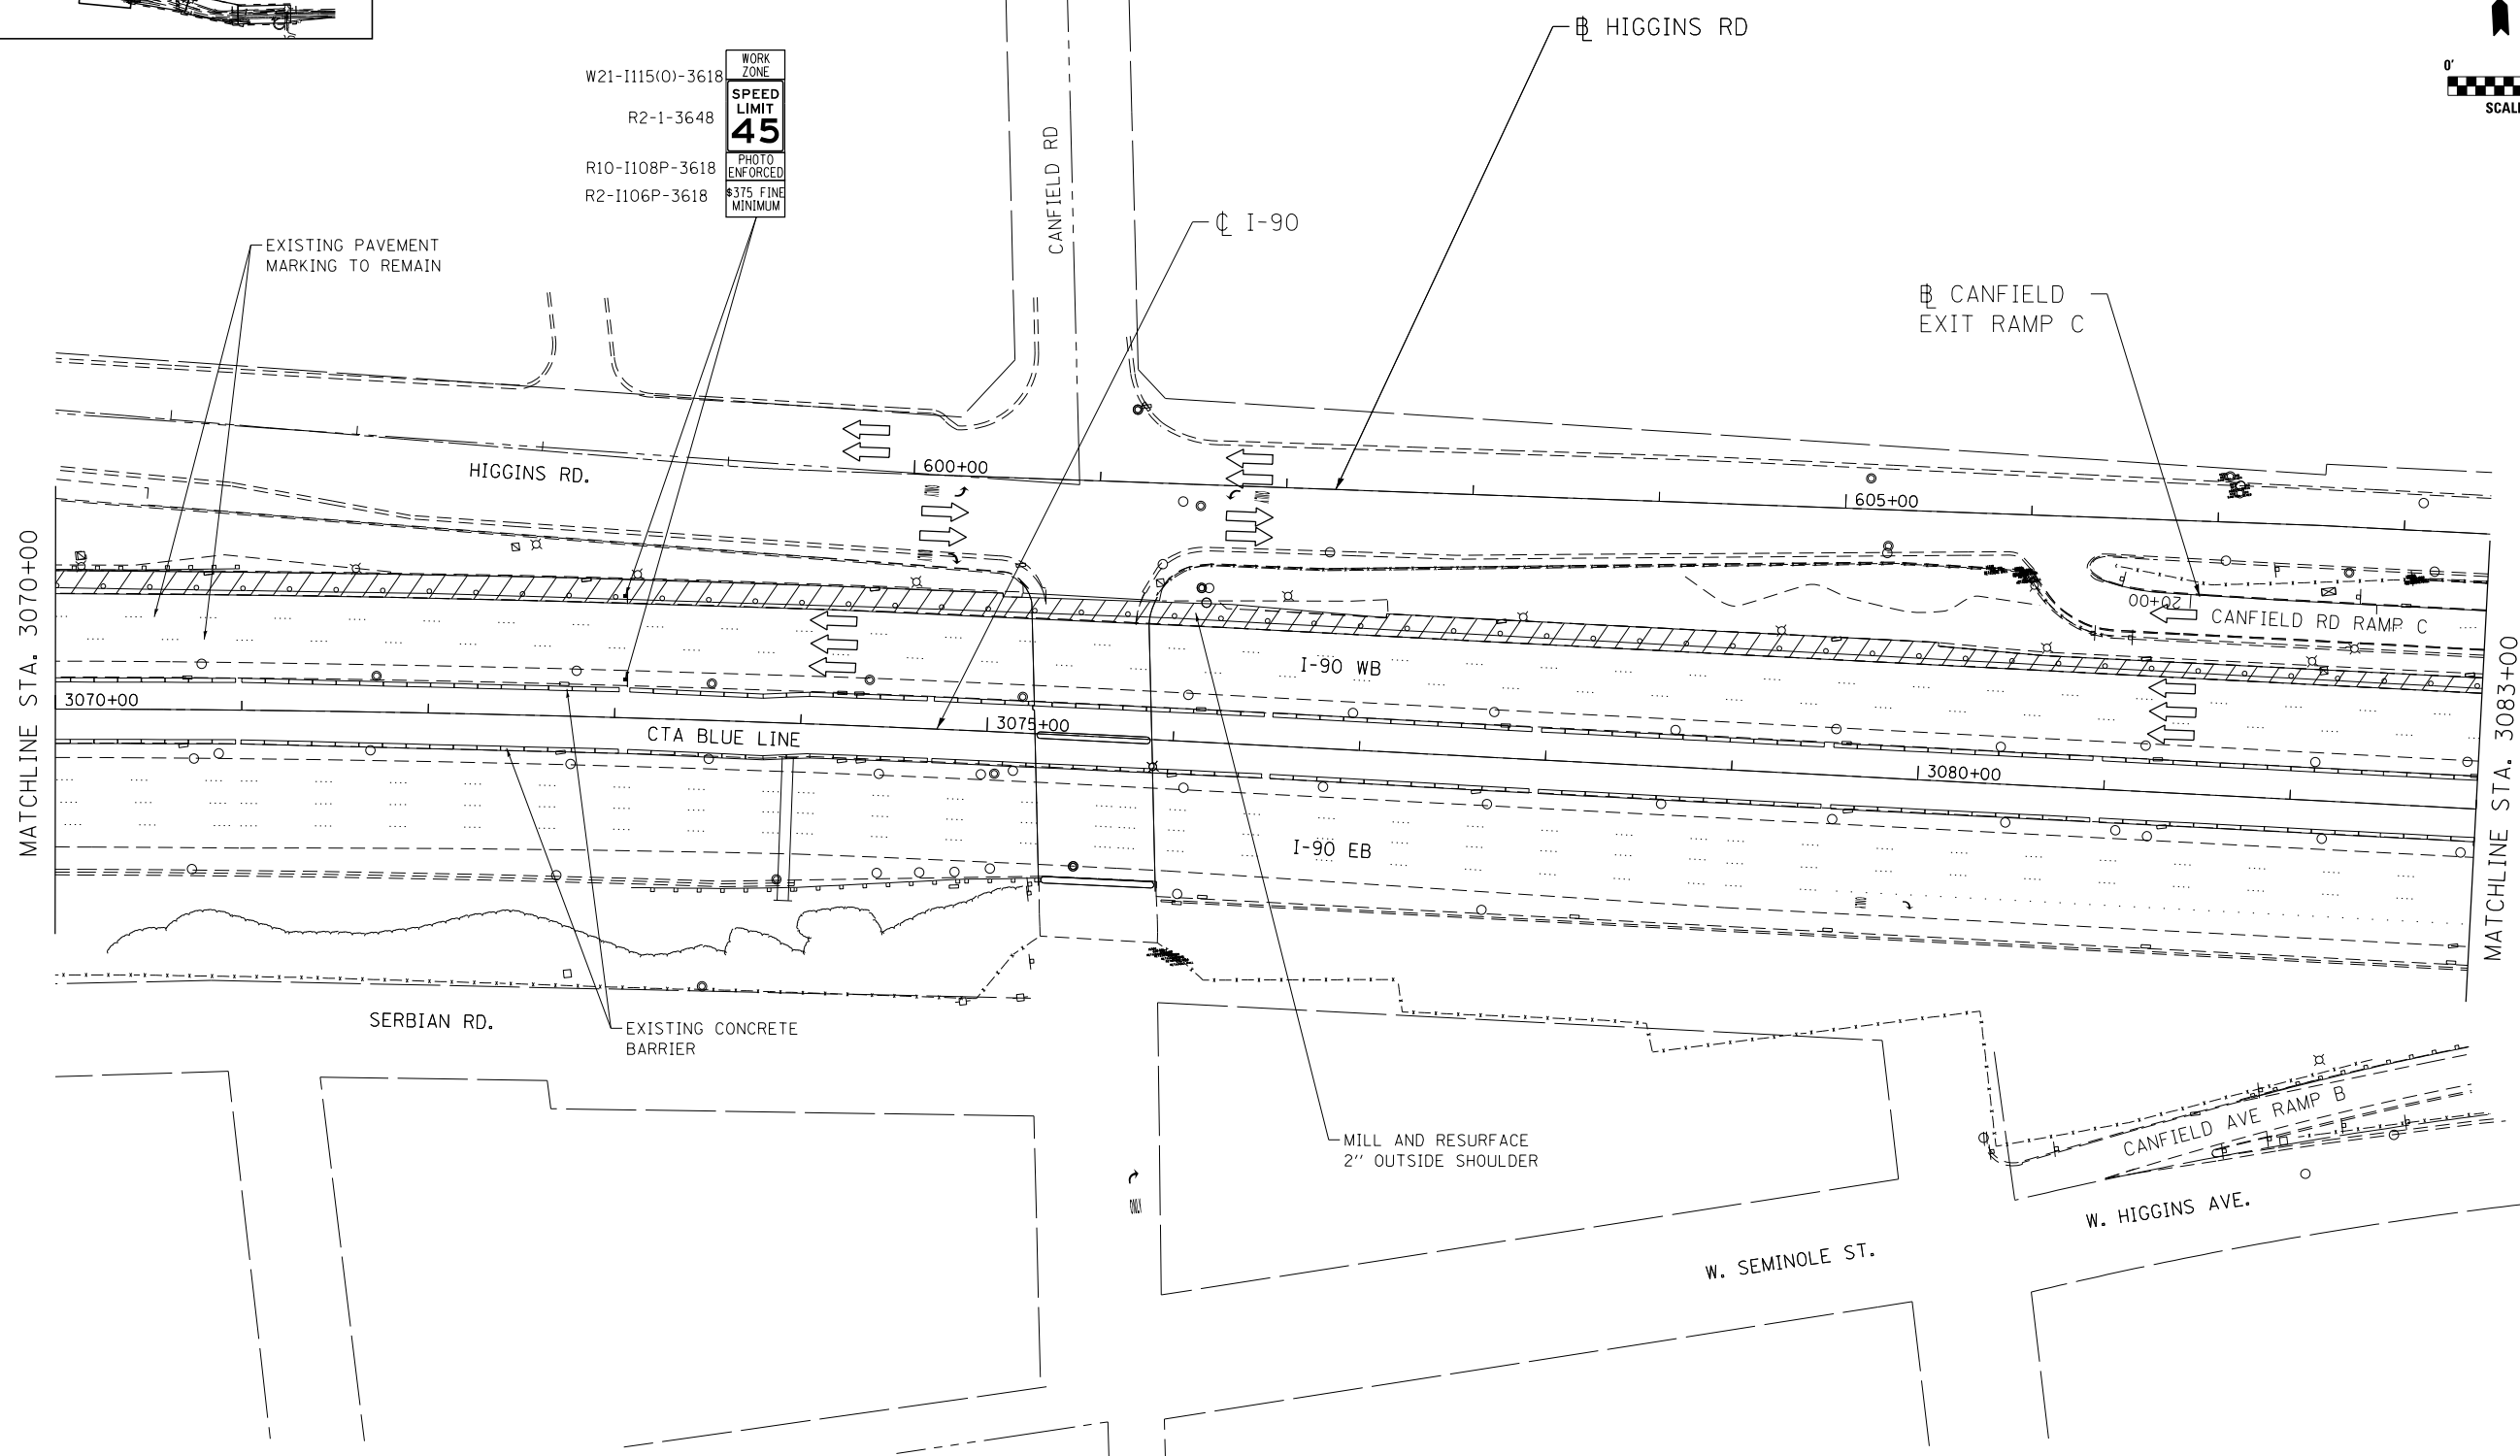 ℄ HIGGINS RD
0'
SCALE
W21-I115(O)-3618
WORK
ZONE
R2-1-3648
SPEED
LIMIT
45
R10-I108P-3618
PHOTO
ENFORCED
R2-I106P-3618
$375 FINE
MINIMUM
CANFIELD RD
℄ I-90
EXISTING PAVEMENT
MARKING TO REMAIN
℄ CANFIELD
EXIT RAMP C
HIGGINS RD.
600+00
605+00
20+00
CANFIELD RD RAMP C
I-90 WB
MATCHLINE STA. 3070+00
3070+00
3075+00
CTA BLUE LINE
3080+00
MATCHLINE STA. 3083+00
I-90 EB
SERBIAN RD.
EXISTING CONCRETE
BARRIER
MILL AND RESURFACE
2" OUTSIDE SHOULDER
CANFIELD AVE RAMP B
ONLY
W. HIGGINS AVE.
W. SEMINOLE ST.